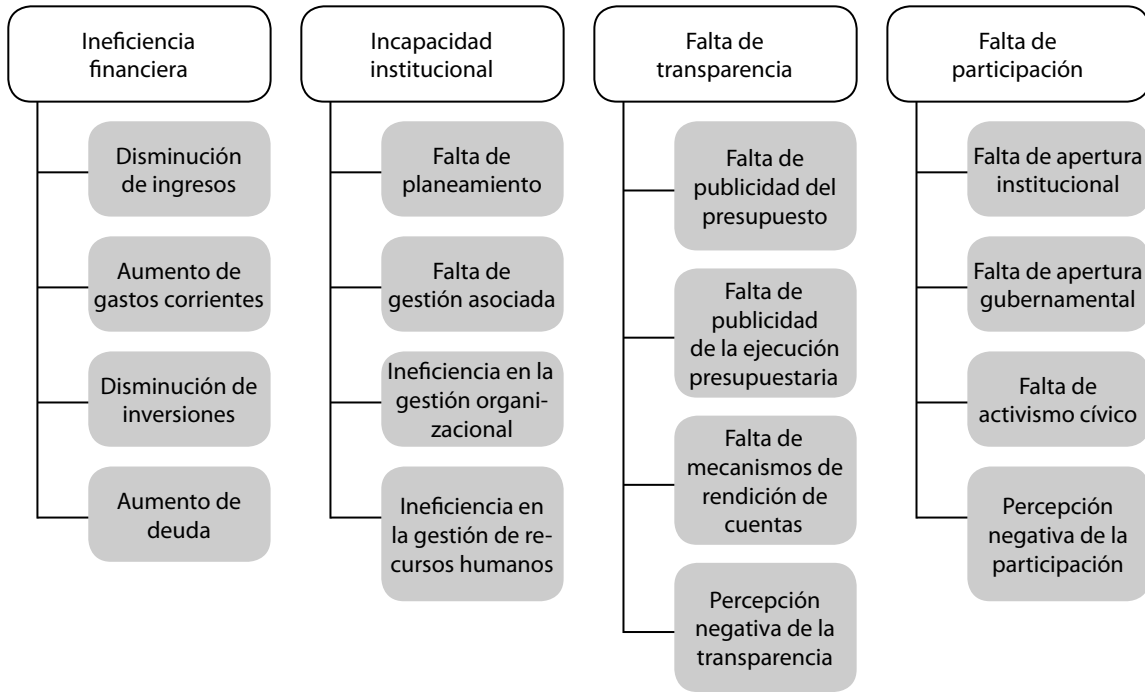 Ineficiencia
financiera
Disminución
de ingresos
Aumento de
gastos corrientes
Disminución de
inversiones
Aumento de
deuda
Incapacidad
institucional
Falta de
planeamiento
Falta de
gestión asociada
Ineficiencia en la
gestión organi-
zacional
Ineficiencia en
la gestión de re-
cursos humanos
Falta de
transparencia
Falta de
publicidad del
presupuesto
Falta de
publicidad
de la ejecución
presupuestaria
Falta de
mecanismos de
rendición de
cuentas
Percepción
negativa de la
transparencia
Falta de
participación
Falta de apertura
institucional
Falta de apertura
gubernamental
Falta de
activismo cívico
Percepción
negativa de la
participación